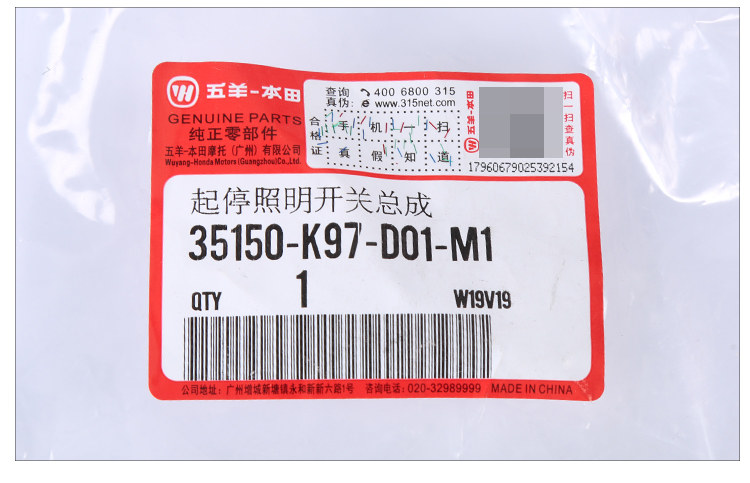 五羊-本田
GENUINE PARTS
纯正零部件
五羊-本田摩托(广州)有限公司
Wuyang-Honda Motors (Guangzhou) Co.,Ltd.
查询 400 6800 315
真伪: www.315net.com
合格证
手机一扫
真假知道
扫一扫查真伪
17960679025392154
起停照明开关总成
35150-K97-D01-M1
QTY 1 W19V19
公司地址: 广州增城新塘镇永和新新六路1号 咨询电话: 020-32989999 MADE IN CHINA